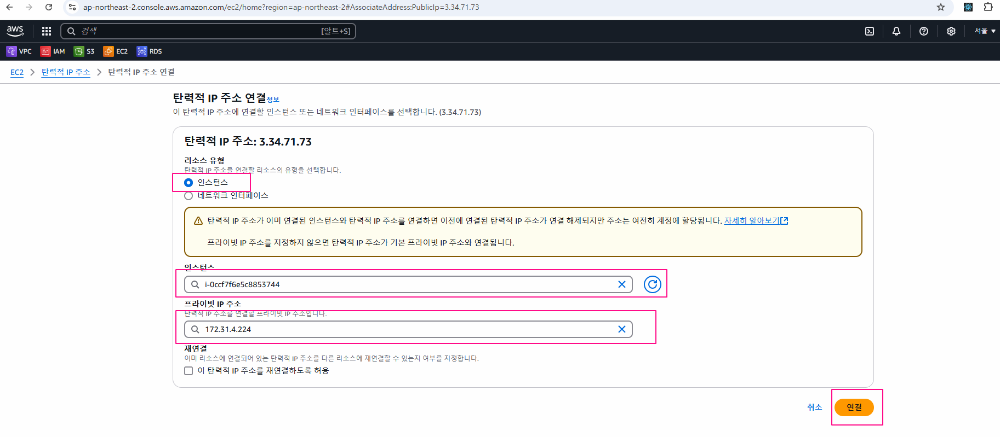 ap-northeast-2.console.aws.amazon.com/ec2/home?region=ap-northeast-2#AssociateAddress:PublicIp=3.34.71.73
aws 검색 [알트+S] 서울
VPC IAM S3 EC2 RDS
EC2 탄력적 IP 주소 탄력적 IP 주소 연결
탄력적 IP 주소 연결정보
이 탄력적 IP 주소에 연결할 인스턴스 또는 네트워크 인터페이스를 선택합니다. (3.34.71.73)
탄력적 IP 주소: 3.34.71.73
리소스 유형
탄력적 IP 주소를 연결할 리소스의 유형을 선택합니다.
인스턴스
네트워크 인터페이스
탄력적 IP 주소가 이미 연결된 인스턴스와 탄력적 IP 주소를 연결하면 이전에 연결된 탄력적 IP 주소가 연결 해제되지만 주소는 여전히 계정에 할당됩니다. 자세히 알아보기
프라이빗 IP 주소를 지정하지 않으면 탄력적 IP 주소가 기본 프라이빗 IP 주소와 연결됩니다.
인스턴스
i-0ccf7f6e5c8853744
프라이빗 IP 주소
탄력적 IP 주소를 연결할 프라이빗 IP 주소입니다.
172.31.4.224
재연결
이미 리소스에 연결되어 있는 탄력적 IP 주소를 다른 리소스에 재연결할 수 있는지 여부를 지정합니다.
이 탄력적 IP 주소를 재연결하도록 허용
취소 연결